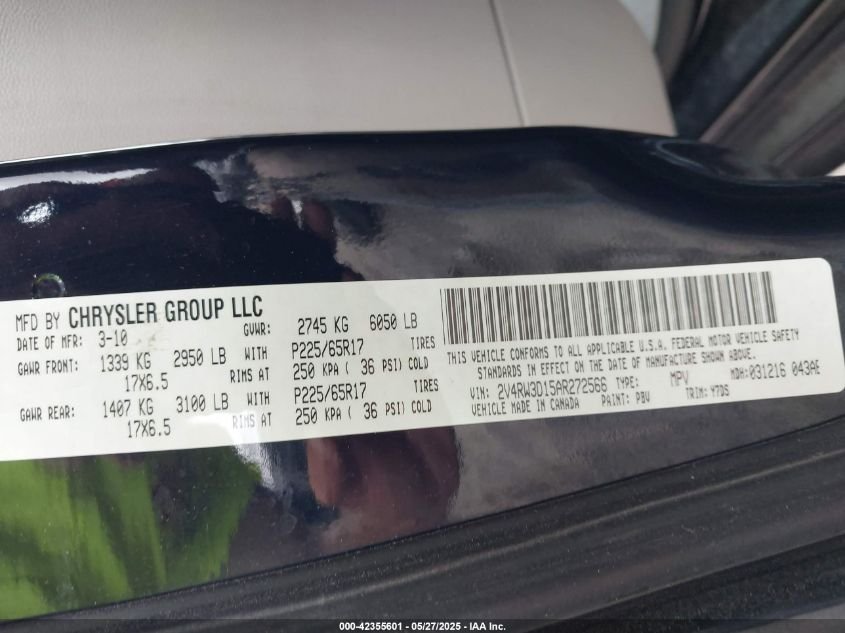 MFD BY CHRYSLER GROUP LLC
DATE OF MFR: 3-10 GVWR: 2745 KG 6050 LB
GAWR FRONT: 1339 KG 2950 LB WITH P225/65R17 TIRES
17X6.5 RIMS AT 250 KPA ( 36 PSI) COLD
GAWR REAR: 1407 KG 3100 LB WITH P225/65R17 TIRES
17X6.5 RIMS AT 250 KPA ( 36 PSI) COLD
THIS VEHICLE CONFORMS TO ALL APPLICABLE U.S.A. FEDERAL MOTOR VEHICLE SAFETY
STANDARDS IN EFFECT ON THE DATE OF MANUFACTURE SHOWN ABOVE.
VIN: 2V4RW3D15AR272566 TYPE: MPV MDH: 031216 043AE
VEHICLE MADE IN CANADA PAINT: PBV TRIM: Y7DS
000-42355601 - 05/27/2025 - IAA Inc.